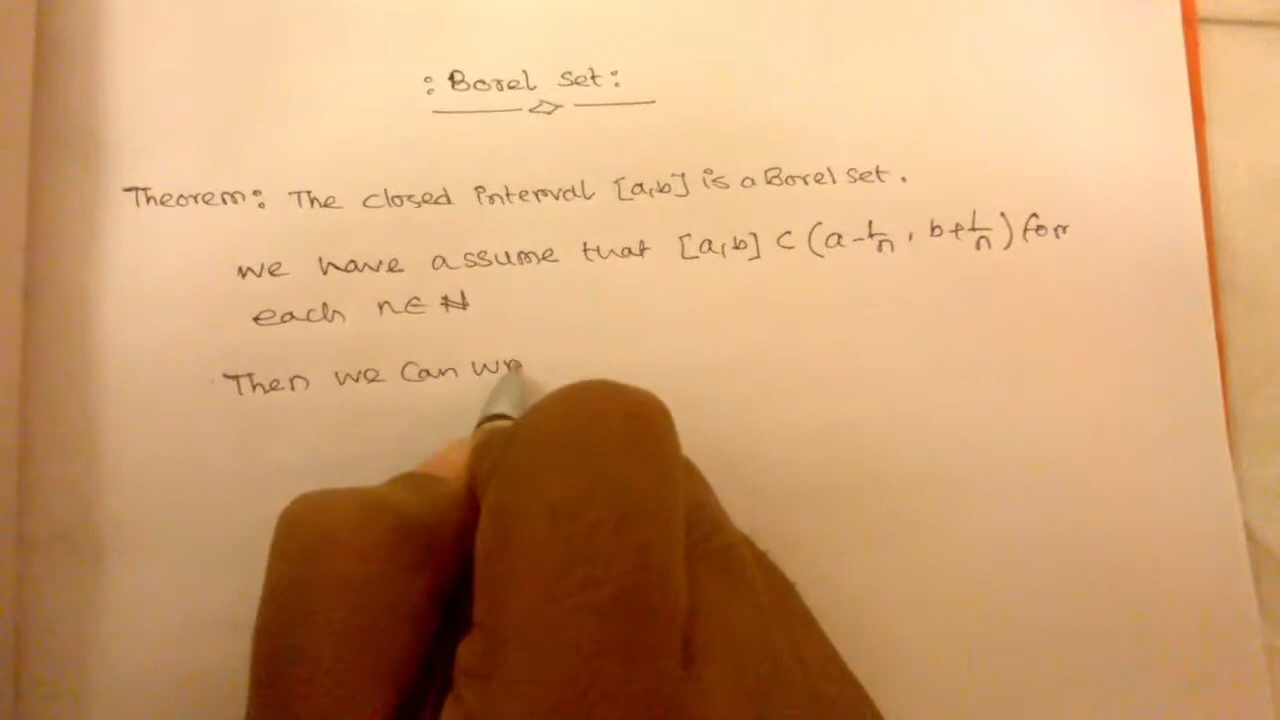 : Borel set :
Theorem: The closed interval [a,b] is a Borel set.
we have assume that [a,b] ⊂ (a-1/n, b+1/n) for
each n∈ℕ
Then we can wr